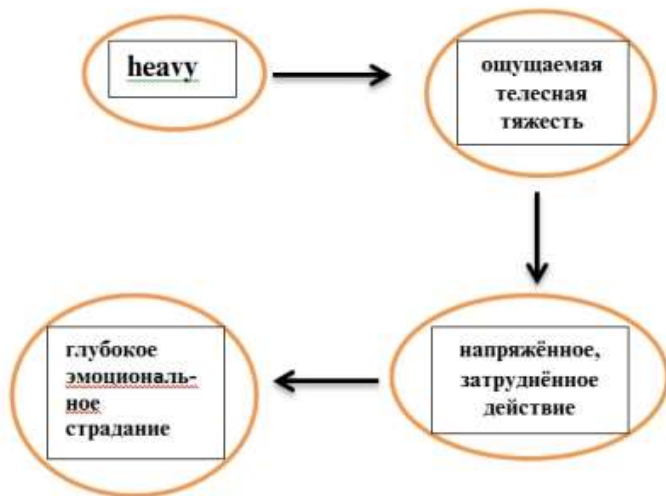 heavy
ощущаемая
телесная
тяжесть
напряжённое,
затруднённое
действие
глубокое
эмоциональ-
ное
страдание